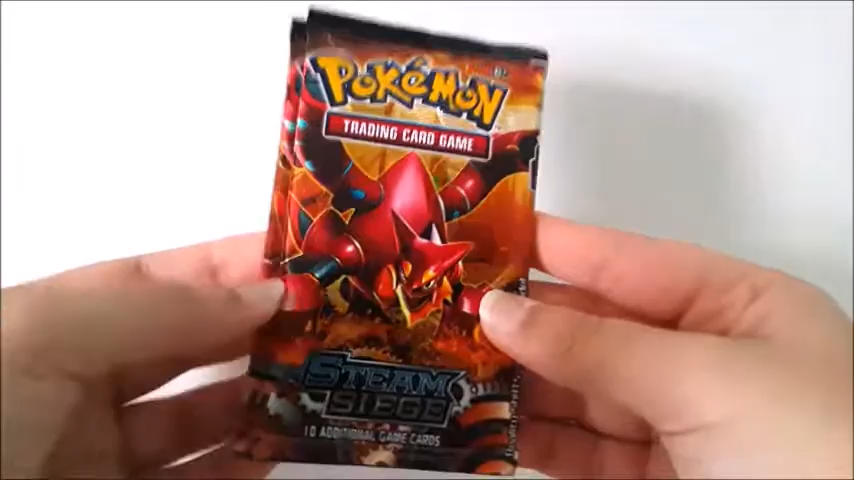 POKéMON
TRADING CARD GAME
STEAM
SIEGE
10 ADDITIONAL GAME CARDS